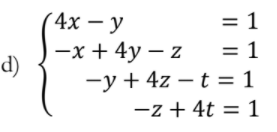 4x − y = 1
−x + 4y − z = 1
d)
−y + 4z − t = 1
−z + 4t = 1